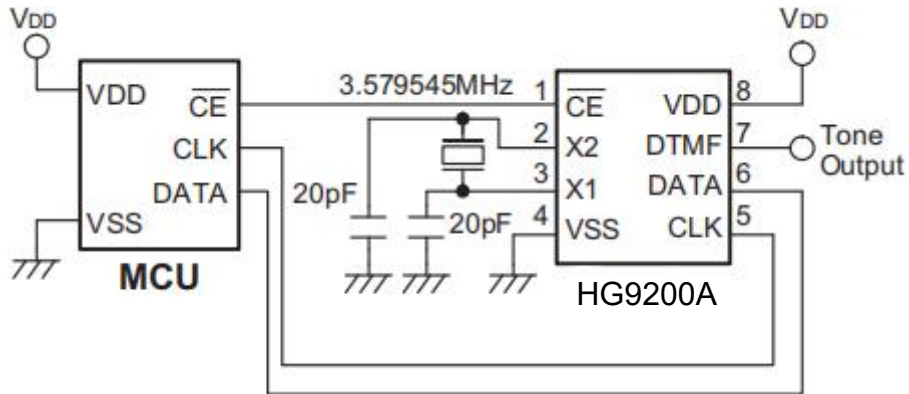 VDD
VDD
CE
CLK
DATA
VSS
MCU
3.579545MHz
20pF
20pF
1
2
3
4
CE
X2
X1
VSS
VDD
DTMF
DATA
CLK
8
7
6
5
HG9200A
VDD
Tone
Output